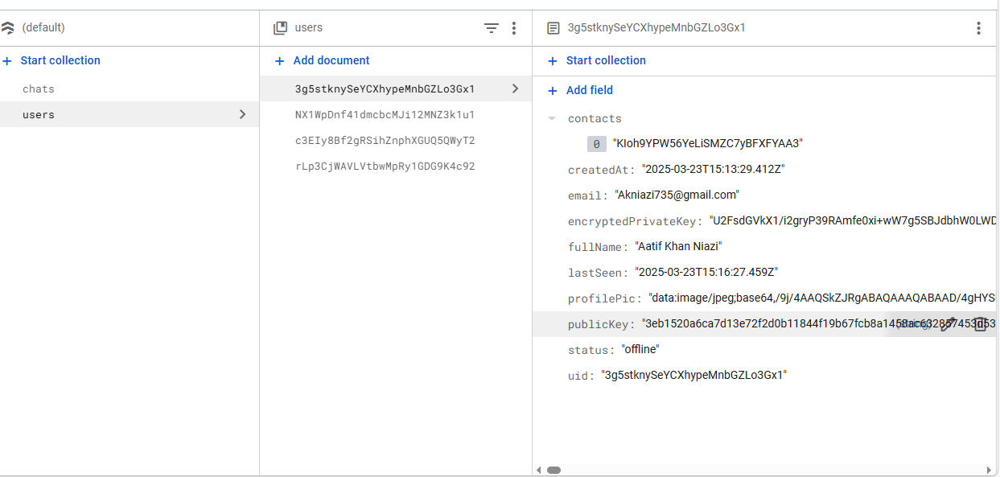 (default)
Start collection
chats
users
users
Add document
3g5stknySeYCXhypeMnbGZLo3Gx1
NX1WpDnf41dmcbcMJi12MNZ3k1u1
c3EIy8Bf2gRSihZnphXGUQ5QWyT2
rLp3CjWAVLVtbwMpRy1GDG9K4c92
3g5stknySeYCXhypeMnbGZLo3Gx1
Start collection
Add field
contacts
0 "KIoh9YPW56YeLiSMZC7yBFXFYAA3"
createdAt: "2025-03-23T15:13:29.412Z"
email: "Akniazi735@gmail.com"
encryptedPrivateKey: "U2FsdGVkX1/i2gryP39RAmfe0xi+wW7g5SBJdbhW0LWD
fullName: "Aatif Khan Niazi"
lastSeen: "2025-03-23T15:16:27.459Z"
profilePic: "data:image/jpeg;base64,/9j/4AAQSkZJRgABAQAAAQABAAD/4gHYS
publicKey: "3eb1520a6ca7d13e72f2d0b11844f19b67fcb8a1458ac632857453d53 (string)
status: "offline"
uid: "3g5stknySeYCXhypeMnbGZLo3Gx1"